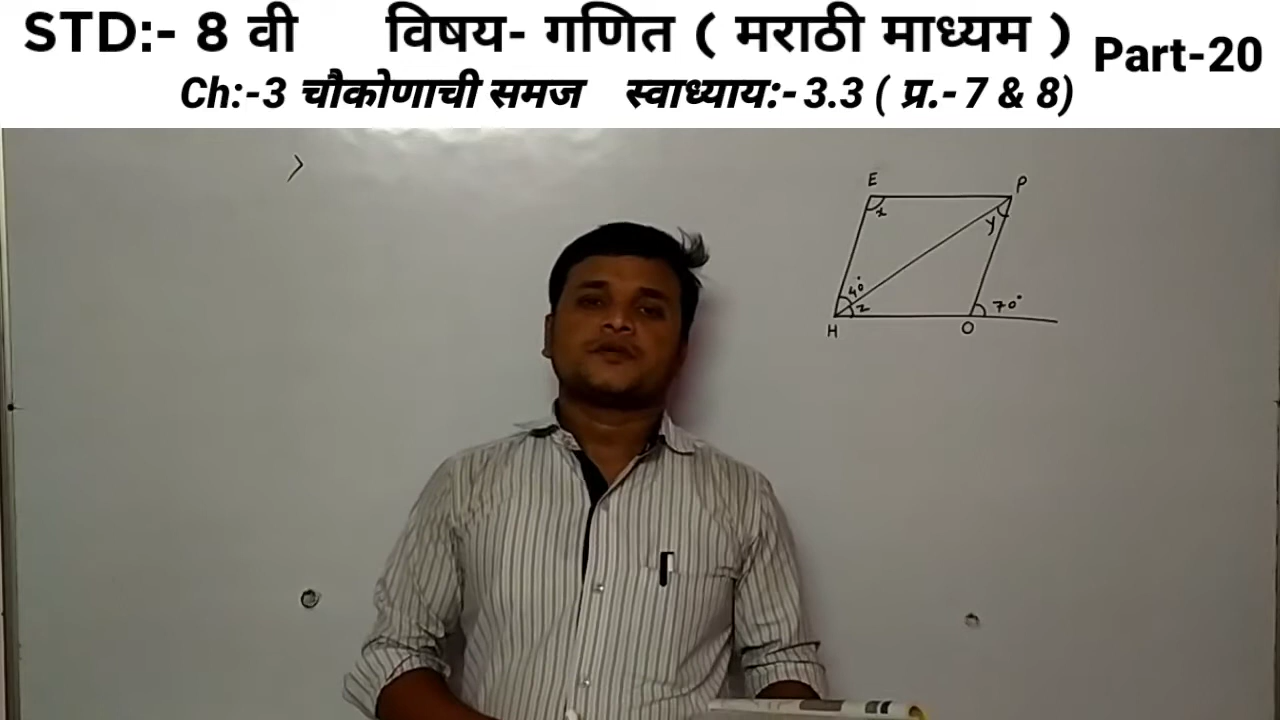 STD:- 8 वी विषय- गणित ( मराठी माध्यम ) Part-20
Ch:-3 चौकोणाची समज स्वाध्याय:- 3.3 ( प्र.- 7 & 8)
E P
x y
40°
z 70°
H O